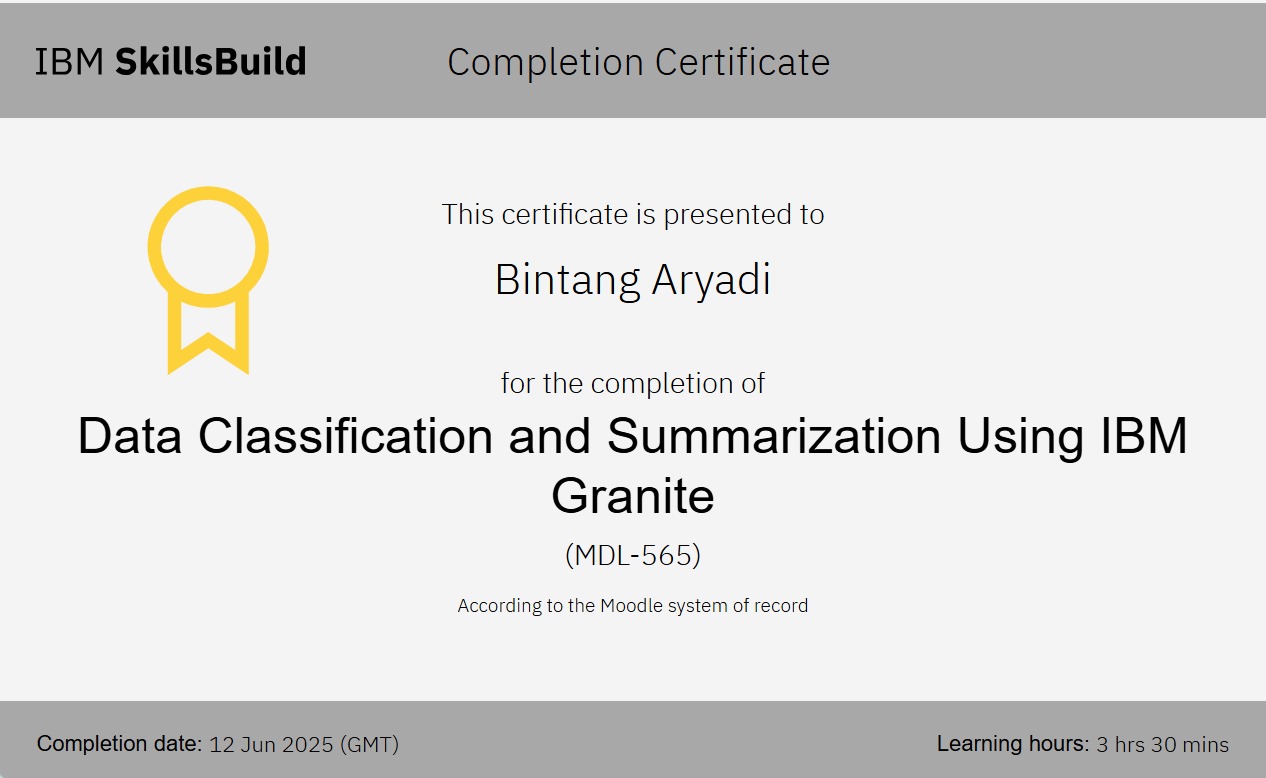 IBM SkillsBuild
Completion Certificate
This certificate is presented to
Bintang Aryadi
for the completion of
Data Classification and Summarization Using IBM
Granite
(MDL-565)
According to the Moodle system of record
Completion date: 12 Jun 2025 (GMT)
Learning hours: 3 hrs 30 mins